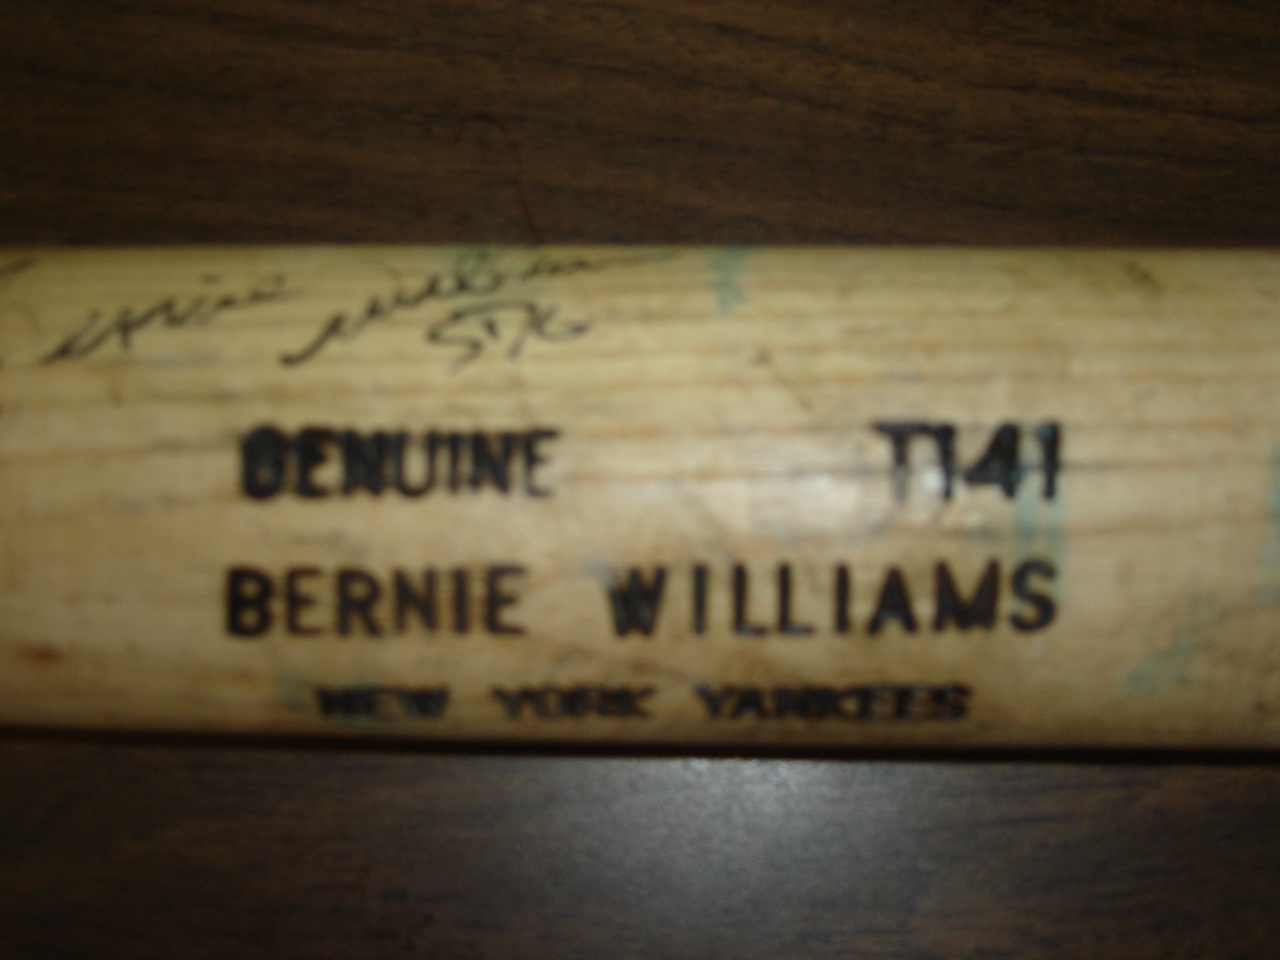 GENUINE T141
BERNIE WILLIAMS
NEW YORK YANKEES